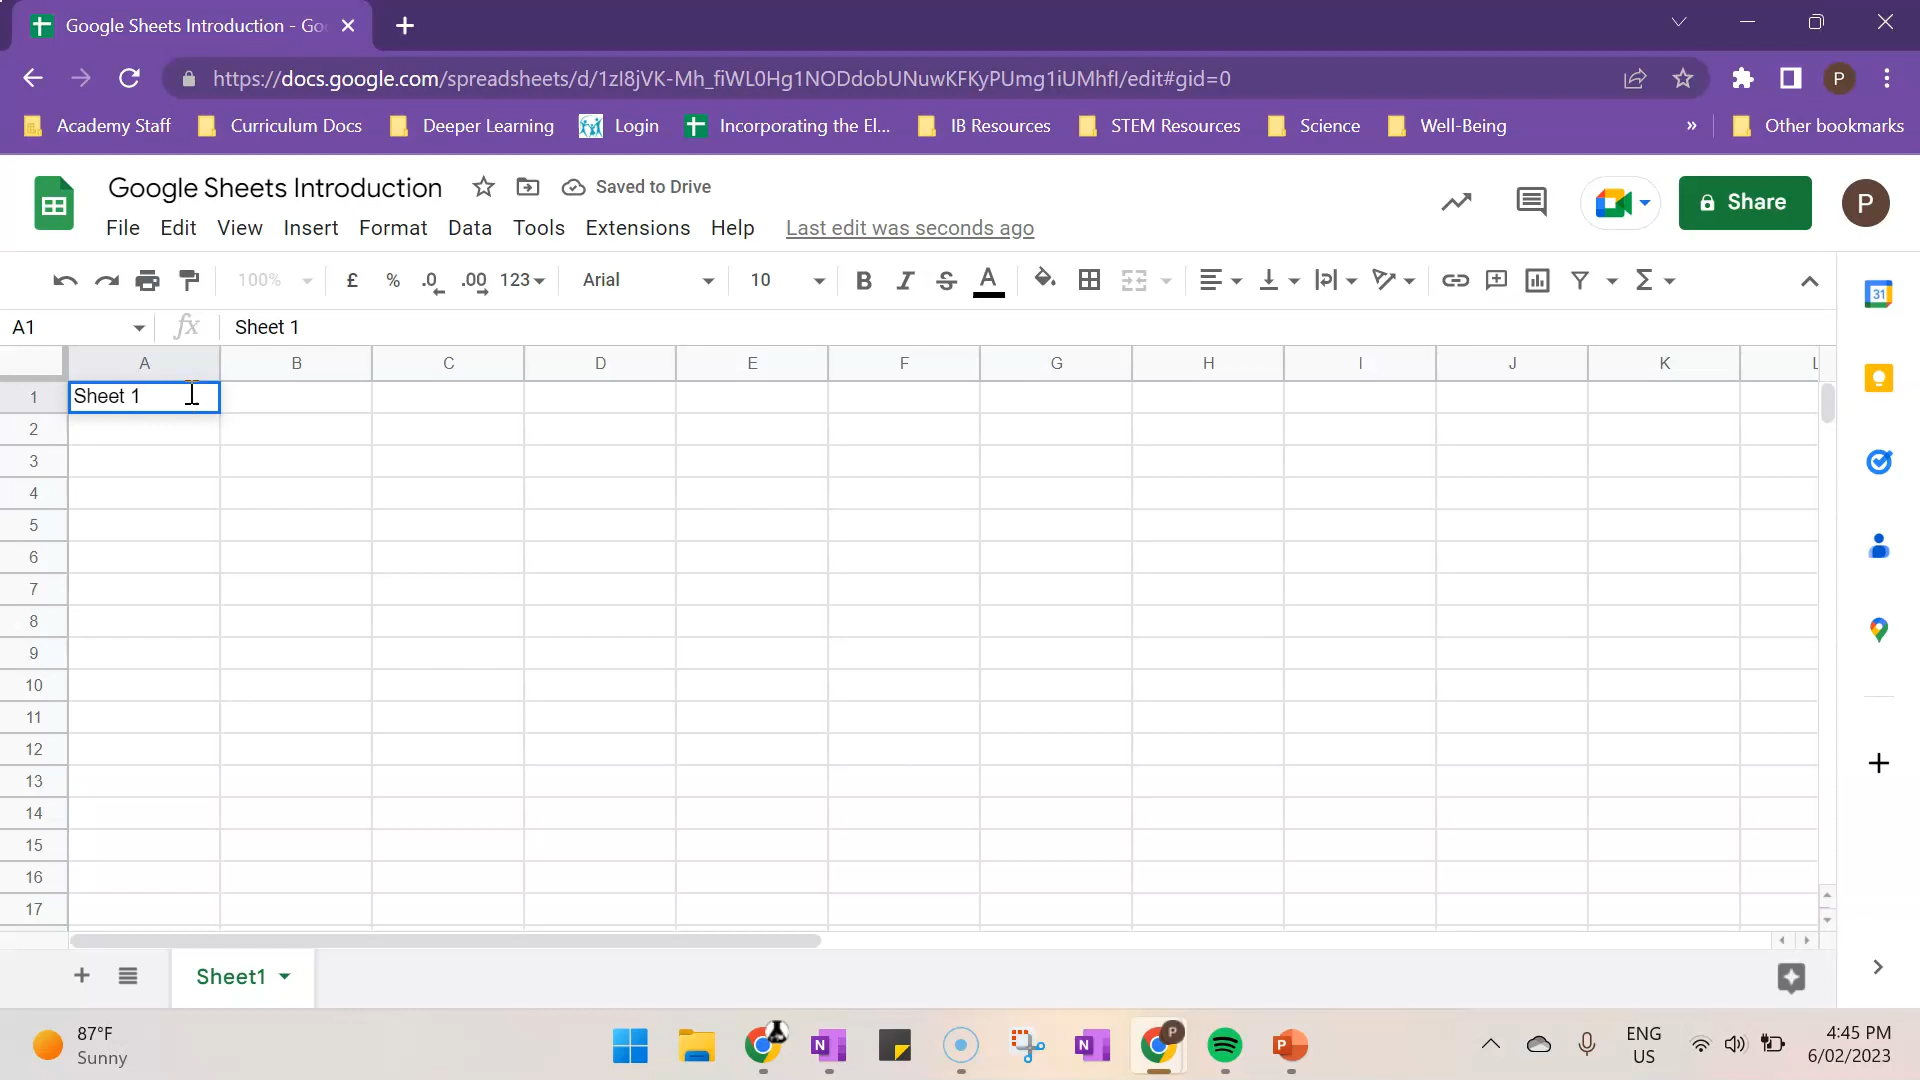 Google Sheets Introduction - Go
https://docs.google.com/spreadsheets/d/1zI8jVK-Mh_fiWL0Hg1NODdobUNuwKFKyPUmg1iUMhfI/edit#gid=0
P
Academy Staff
Curriculum Docs
Deeper Learning
Login
Incorporating the El...
IB Resources
STEM Resources
Science
Well-Being
»
Other bookmarks
Google Sheets Introduction
Saved to Drive
Share
P
File Edit View Insert Format Data Tools Extensions Help Last edit was seconds ago
100% £ % .0 .00 123 Arial 10 B I S A Σ
31
A1 fx Sheet 1
A B C D E F G H I J K L
1 Sheet 1
2
3
4
5
6
7
8
9
10
11
12
13
14
15
16
17
Sheet1
87°F
Sunny
N
N
P
P
ENG
US
4:45 PM
6/02/2023